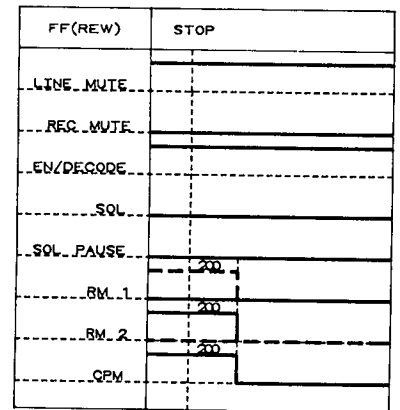 FF(REW) STOP
LINE MUTE
REC MUTE
EN/DECODE
SOL
SOL PAUSE
200
RM 1
200
RM 2
200
CPM